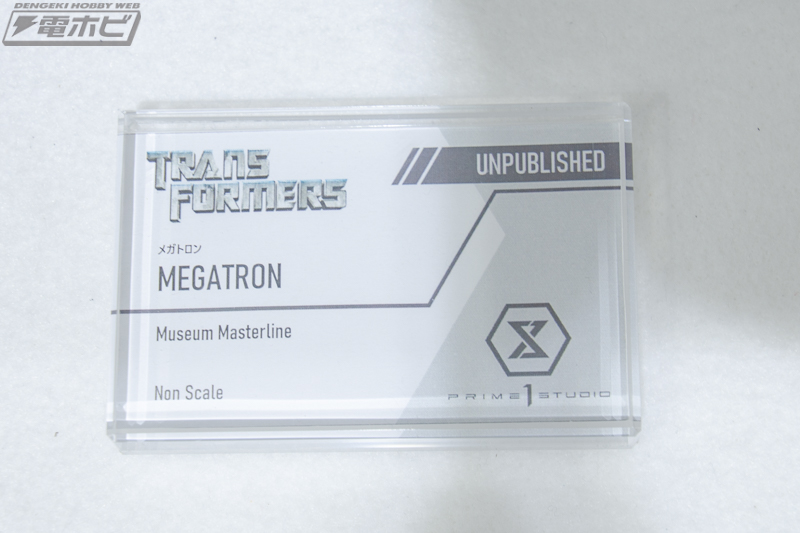 DENGEKI HOBBY WEB
電ホビ
TRANS
FORMERS
UNPUBLISHED
メガトロン
MEGATRON
Museum Masterline
Non Scale
PRIME 1 STUDIO